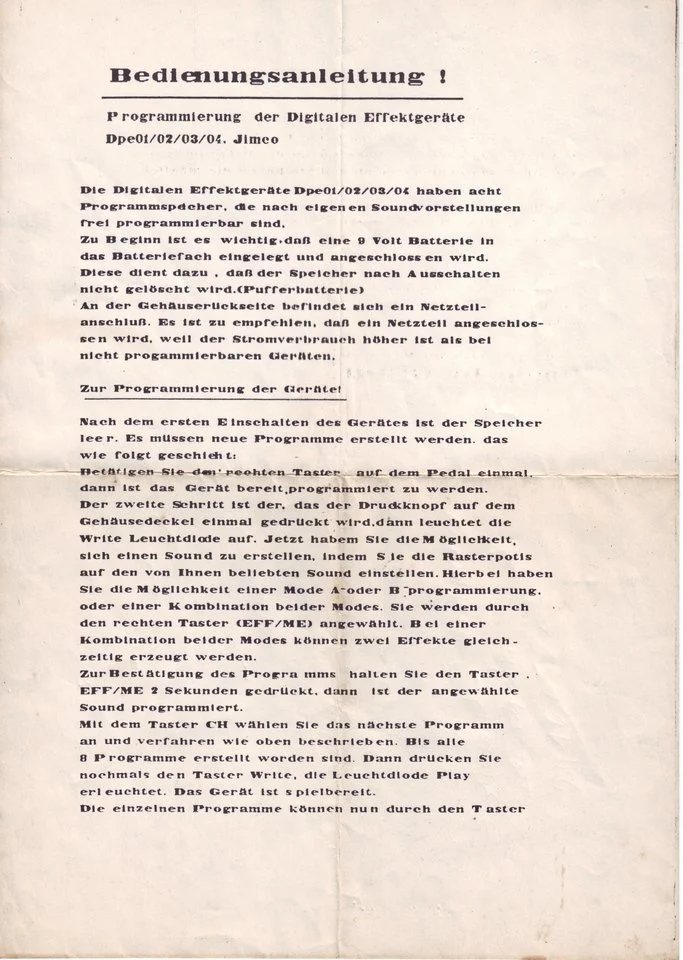 Bedienungsanleitung !
Programmierung der Digitalen Effektgeräte
Dpe01/02/03/04. Jimco
Die Digitalen Effektgeräte Dpe01/02/03/04 haben acht
Programmspeicher, die nach eigenen Soundvorstellungen
frei programmierbar sind.
Zu Beginn ist es wichtig,daß eine 9 Volt Batterie in
das Batteriefach eingelegt und angeschlossen wird.
Diese dient dazu , daß der Speicher nach Ausschalten
nicht gelöscht wird.(Pufferbatterie)
An der Gehäuserückseite befindet sich ein Netzteil-
anschluß. Es ist zu empfehlen, daß ein Netzteil angeschlos-
sen wird, weil der Stromverbrauch höher ist als bei
nicht progammierbaren Geräten.
Zur Programmierung der Geräte!
Nach dem ersten Einschalten des Gerätes ist der Speicher
leer. Es müssen neue Programme erstellt werden. das
wie folgt geschieht:
Betätigen Sie den rechten Taster auf dem Pedal einmal,
dann ist das Gerät bereit,programmiert zu werden.
Der zweite Schritt ist der, das der Druckknopf auf dem
Gehäusedeckel einmal gedrückt wird,dann leuchtet die
Write Leuchtdiode auf. Jetzt habem Sie die Möglichkeit,
sich einen Sound zu erstellen, indem Sie die Rasterpotis
auf den von Ihnen beliebten Sound einstellen. Hierbei haben
Sie die Möglichkeit einer Mode A-oder B-programmierung,
oder einer Kombination beider Modes. Sie werden durch
den rechten Taster (EFF/ME) angewählt. Bei einer
Kombination beider Modes können zwei Effekte gleich-
zeitig erzeugt werden.
Zur Bestätigung des Programms halten Sie den Taster .
EFF/ME 2 Sekunden gedrückt, dann ist der angewählte
Sound programmiert.
Mit dem Taster CH wählen Sie das nächste Programm
an und verfahren wie oben beschrieben. Bis alle
8 Programme erstellt worden sind. Dann drücken Sie
nochmals den Taster Write, die Leuchtdiode Play
erleuchtet. Das Gerät ist spielbereit.
Die einzelnen Programme können nun durch den Taster